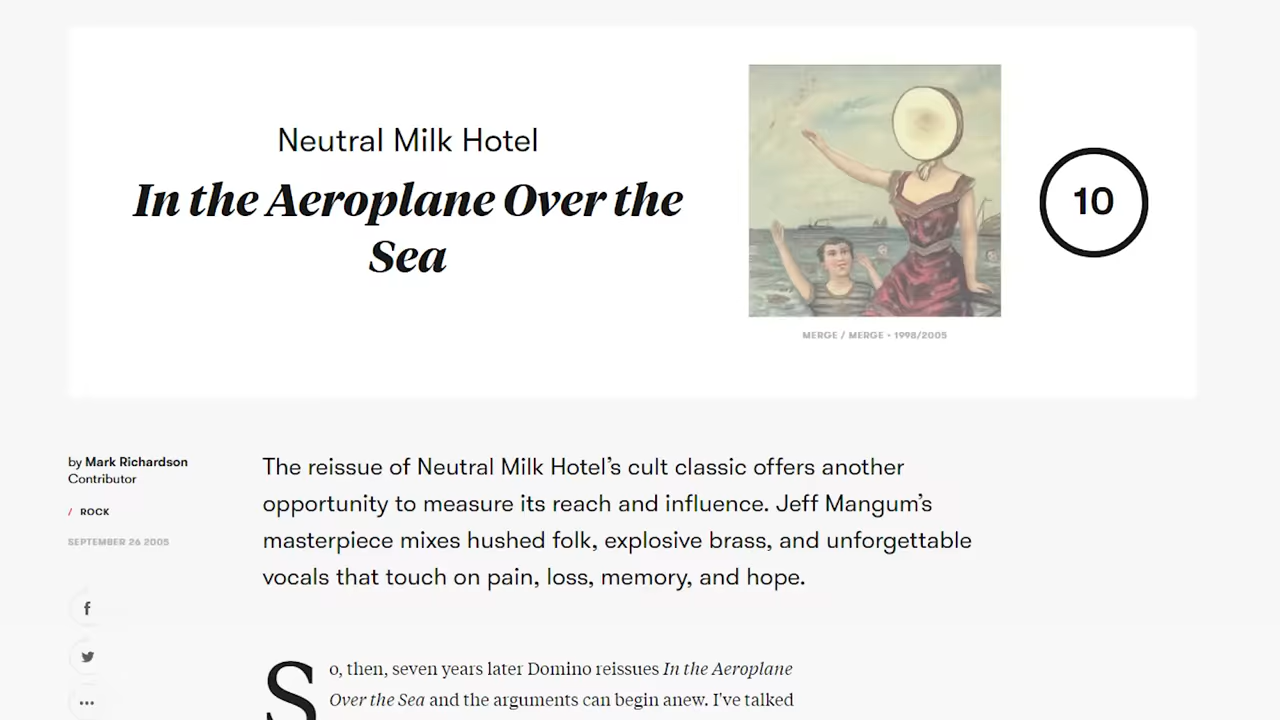 Neutral Milk Hotel
In the Aeroplane Over the
Sea
10
MERGE / MERGE • 1998/2005
by Mark Richardson
Contributor
/ ROCK
SEPTEMBER 26 2005
The reissue of Neutral Milk Hotel’s cult classic offers another
opportunity to measure its reach and influence. Jeff Mangum’s
masterpiece mixes hushed folk, explosive brass, and unforgettable
vocals that touch on pain, loss, memory, and hope.
So, then, seven years later Domino reissues In the Aeroplane
Over the Sea and the arguments can begin anew. I've talked